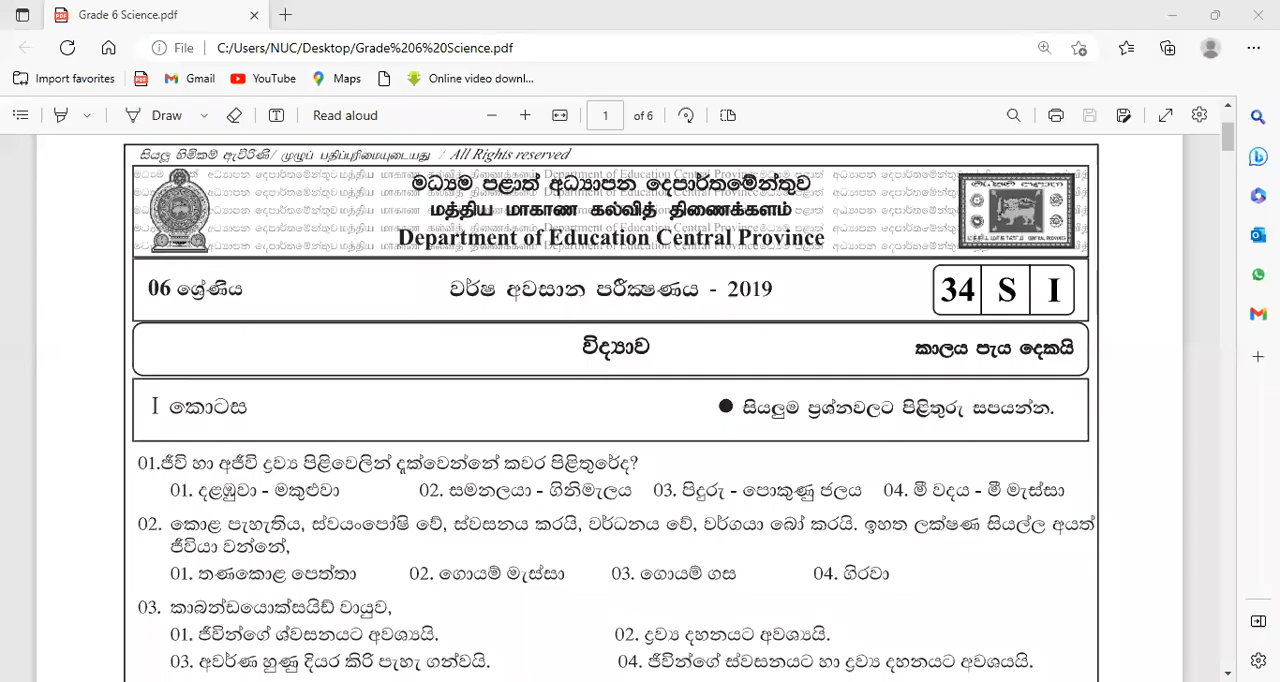 Grade 6 Science.pdf
File C:/Users/NUC/Desktop/Grade%206%20Science.pdf
Import favorites Gmail YouTube Maps Online video downl...
Draw Read aloud 1 of 6
සියලු හිමිකම් ඇවිරිණි/ முழுப் பதிப்புரிமையுடையது / All Rights reserved
මධ්‍යම පළාත් අධ්‍යාපන දෙපාර්තමේන්තුව
மத்திய மாகாண கல்வித் திணைக்களம்
Department of Education Central Province
06 ශ්‍රේණිය වර්ෂ අවසාන පරීක්‍ෂණය - 2019 34 S I
විද්‍යාව කාලය පැය දෙකයි
I කොටස ● සියලුම ප්‍රශ්නවලට පිළිතුරු සපයන්න.
01.ජීවි හා අජීවි ද්‍රව්‍ය පිළිවෙලින් දැක්වෙන්නේ කවර පිළිතුරේද?
01. දළඹුවා - මකුළුවා 02. සමනලයා - ගිනිමැලය 03. පිදුරු - පොකුණු ජලය 04. මී වදය - මී මැස්සා
02. කොළ පැහැතිය, ස්වයංපෝෂි වේ, ස්වසනය කරයි, වර්ධනය වේ, වර්ගයා බෝ කරයි. ඉහත ලක්ෂණ සියල්ල අයත්
ජීවියා වන්නේ,
01. තණකොළ පෙත්තා 02. ගොයම් මැස්සා 03. ගොයම් ගස 04. ගිරවා
03. කාබන්ඩයොක්සයිඩ් වායුව,
01. ජීවින්ගේ ශ්වසනයට අවශ්‍යයි. 02. ද්‍රව්‍ය දහනයට අවශ්‍යයි.
03. අවර්ණ හුණු දියර කිරි පැහැ ගන්වයි. 04. ජීවින්ගේ ස්වසනයට හා ද්‍රව්‍ය දහනයට අවශයයි.